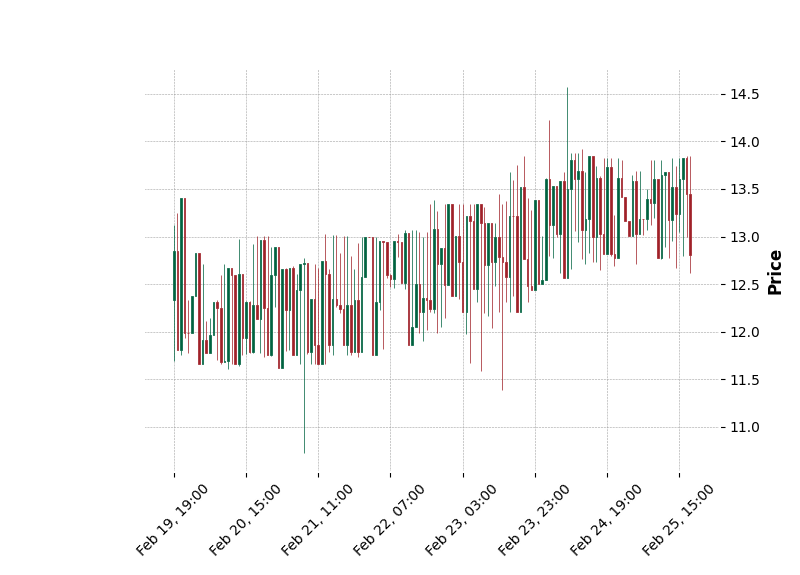 14.5
14.0
13.5
13.0
12.5
12.0
11.5
11.0
Price
Feb 19, 19:00
Feb 20, 15:00
Feb 21, 11:00
Feb 22, 07:00
Feb 23, 03:00
Feb 23, 23:00
Feb 24, 19:00
Feb 25, 15:00